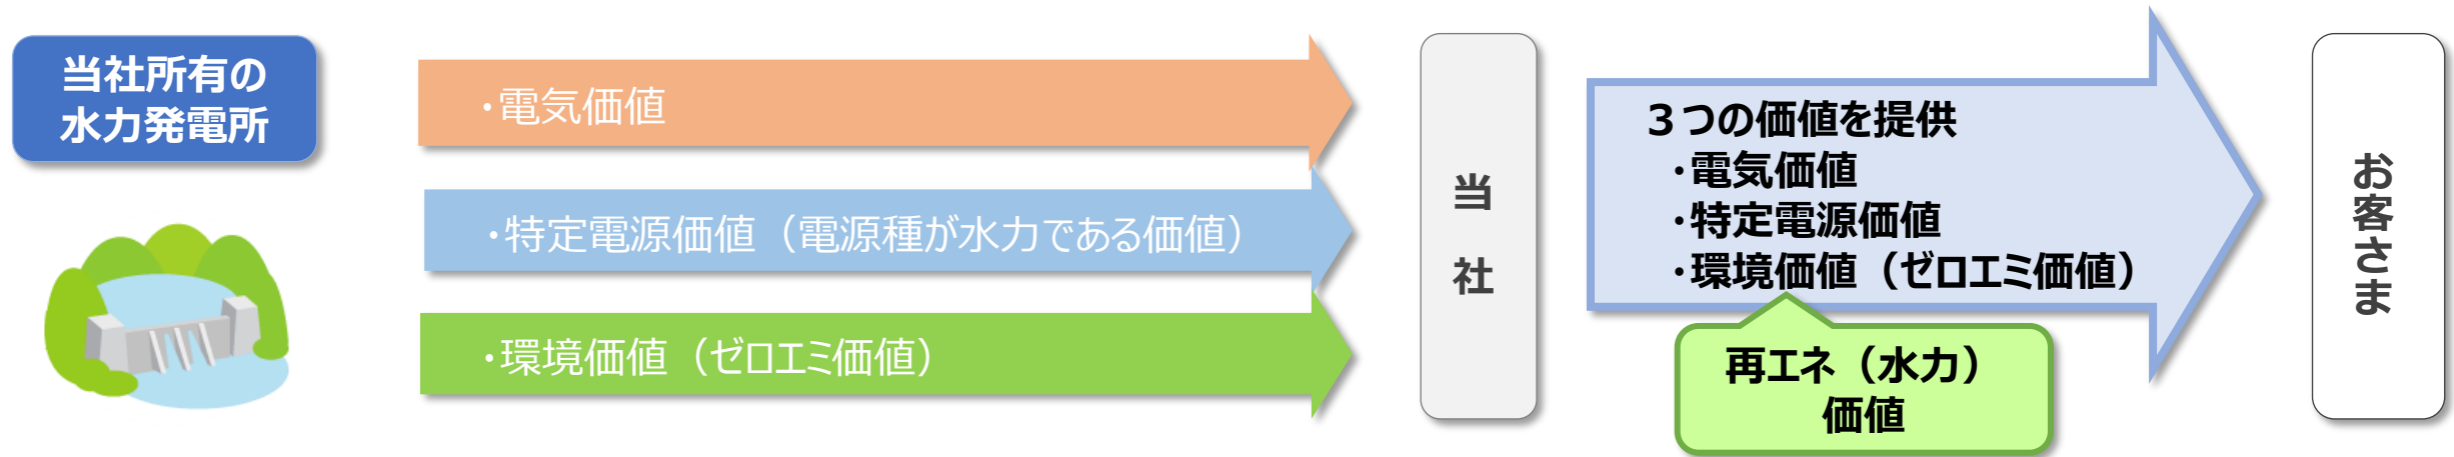 当社所有の
水力発電所
・電気価値
・特定電源価値（電源種が水力である価値）
・環境価値（ゼロエミ価値）
当社
３つの価値を提供
・電気価値
・特定電源価値
・環境価値（ゼロエミ価値）
再エネ（水力）
価値
お客さま